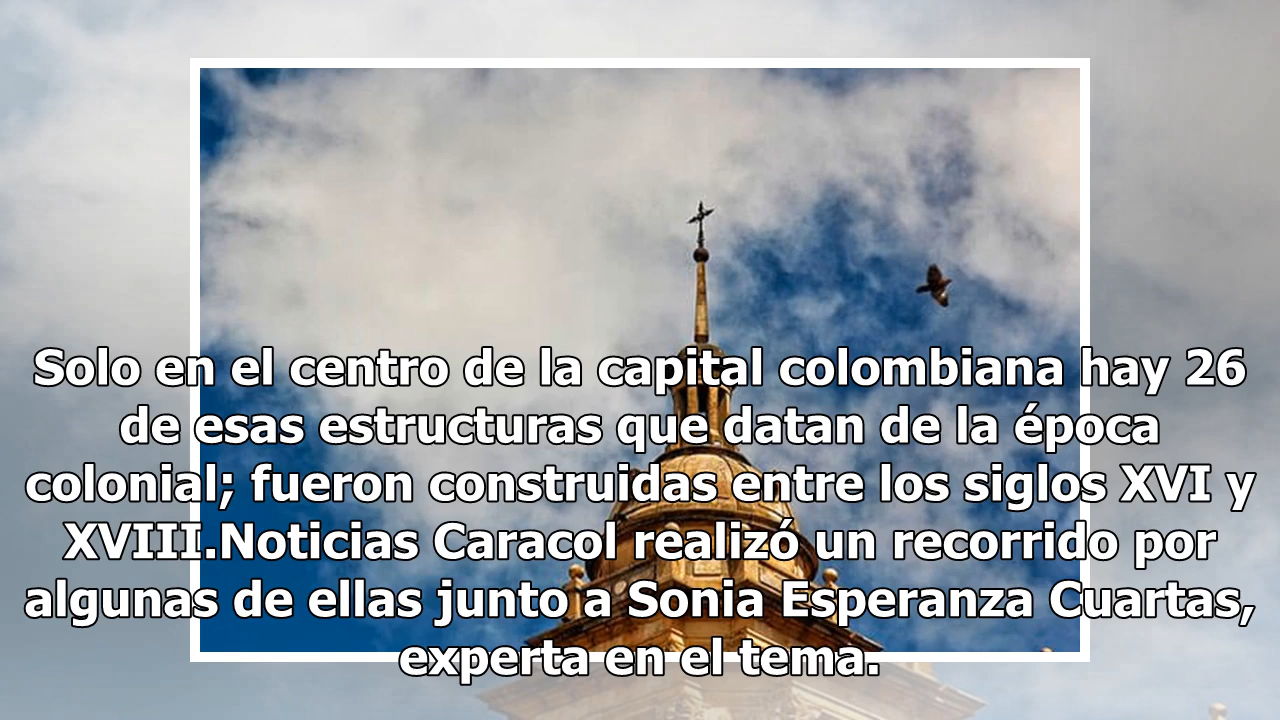 Solo en el centro de la capital colombiana hay 26
de esas estructuras que datan de la época
colonial; fueron construidas entre los siglos XVI y
XVIII.Noticias Caracol realizó un recorrido por
algunas de ellas junto a Sonia Esperanza Cuartas,
experta en el tema.